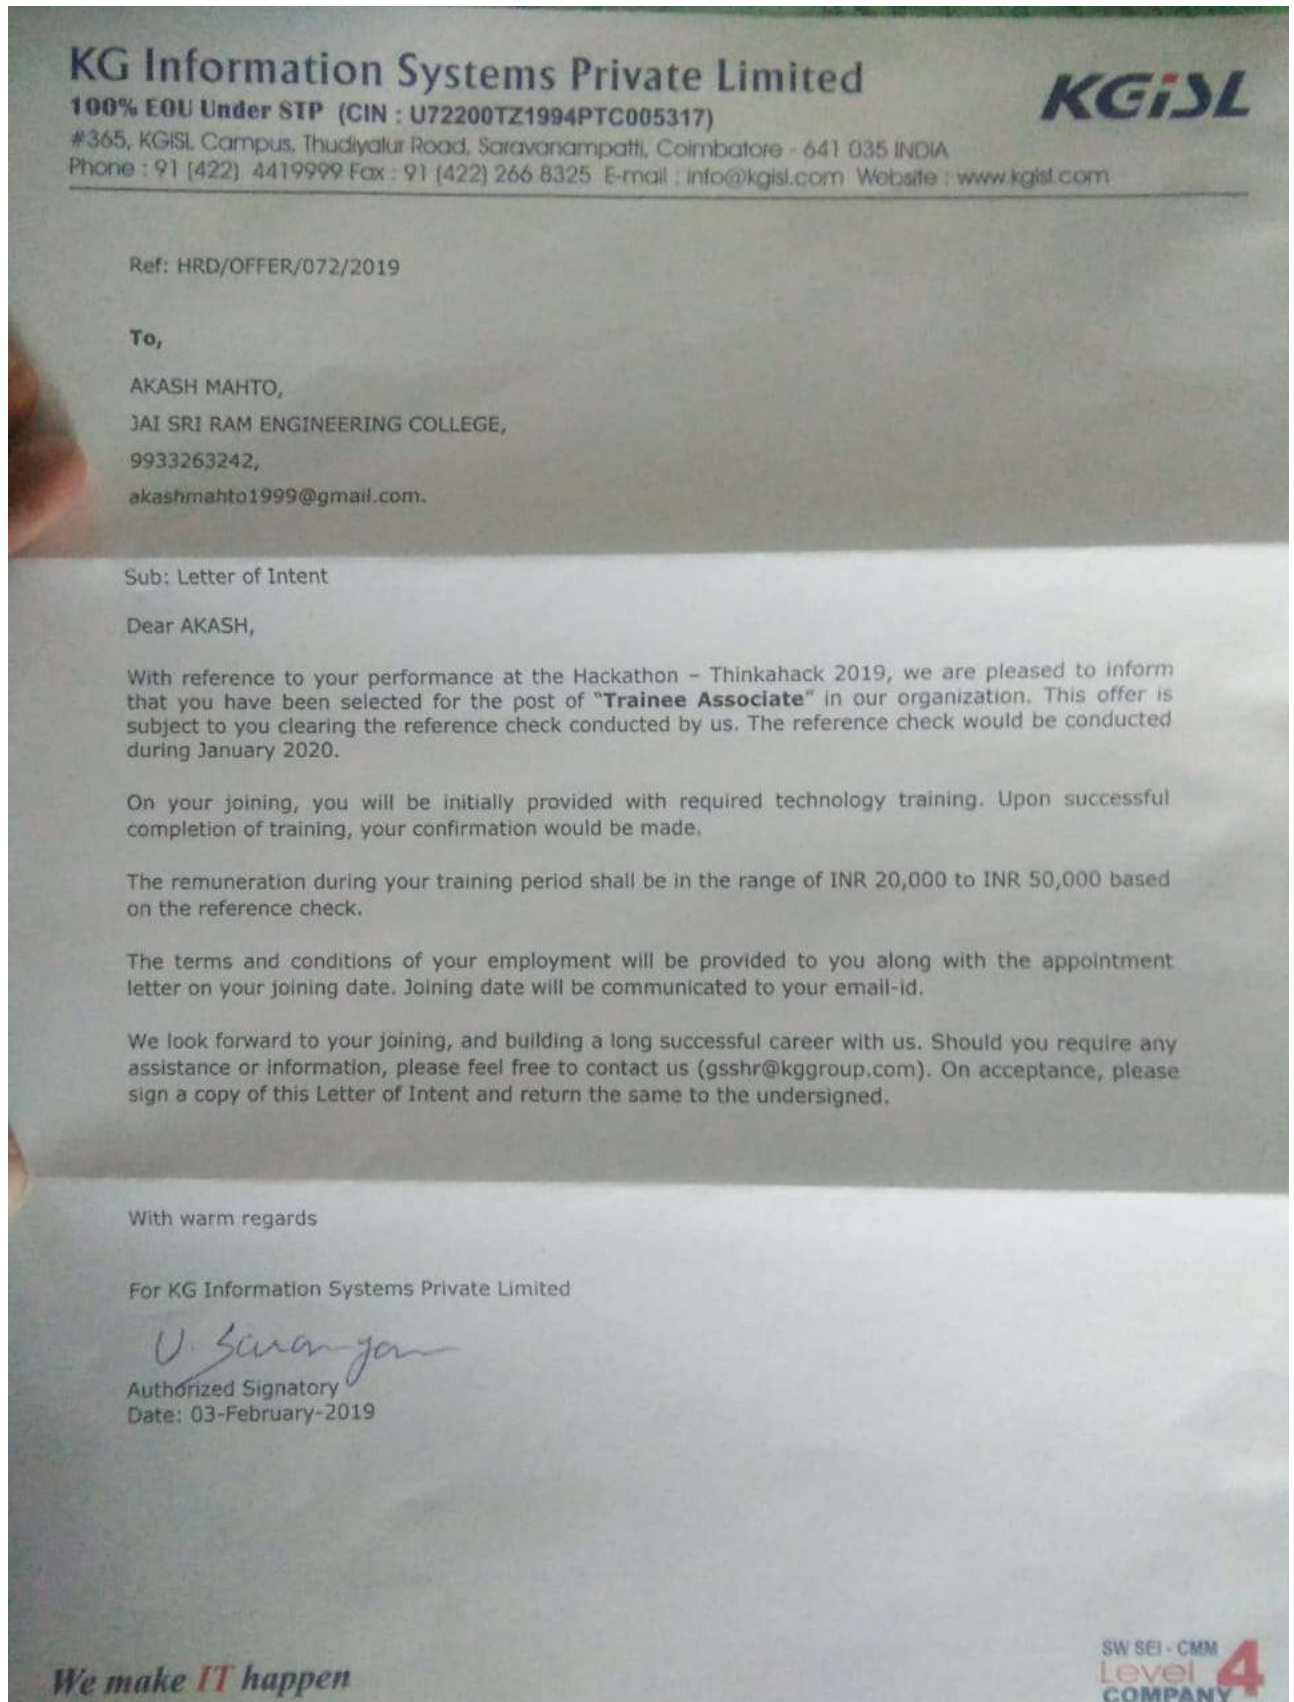 KG Information Systems Private Limited
KGiSL
100% EOU Under STP (CIN : U72200TZ1994PTC005317)
#365, KGISL Campus, Thudiyalur Road, Saravanampatti, Coimbatore - 641 035 INDIA
Phone : 91 (422) 4419999 Fax : 91 (422) 266 8325 E-mail : info@kgisl.com Website : www.kgisl.com
Ref: HRD/OFFER/072/2019
To,
AKASH MAHTO,
JAI SRI RAM ENGINEERING COLLEGE,
9933263242,
akashmahto1999@gmail.com.
Sub: Letter of Intent
Dear AKASH,
With reference to your performance at the Hackathon – Thinkahack 2019, we are pleased to inform
that you have been selected for the post of "Trainee Associate" in our organization. This offer is
subject to you clearing the reference check conducted by us. The reference check would be conducted
during January 2020.
On your joining, you will be initially provided with required technology training. Upon successful
completion of training, your confirmation would be made.
The remuneration during your training period shall be in the range of INR 20,000 to INR 50,000 based
on the reference check.
The terms and conditions of your employment will be provided to you along with the appointment
letter on your joining date. Joining date will be communicated to your email-id.
We look forward to your joining, and building a long successful career with us. Should you require any
assistance or information, please feel free to contact us (gsshr@kggroup.com). On acceptance, please
sign a copy of this Letter of Intent and return the same to the undersigned.
With warm regards
For KG Information Systems Private Limited
Authorized Signatory
Date: 03-February-2019
We make IT happen
SW SEI - CMM
Level 4
COMPANY